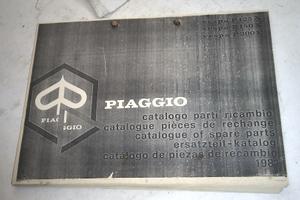 PIAGGIO
PIAGGIO
catalogo parti ricambio
catalogue pièces de rechange
catalogue of spare parts
ersatzteil-katalog
catálogo de piezas de recambio